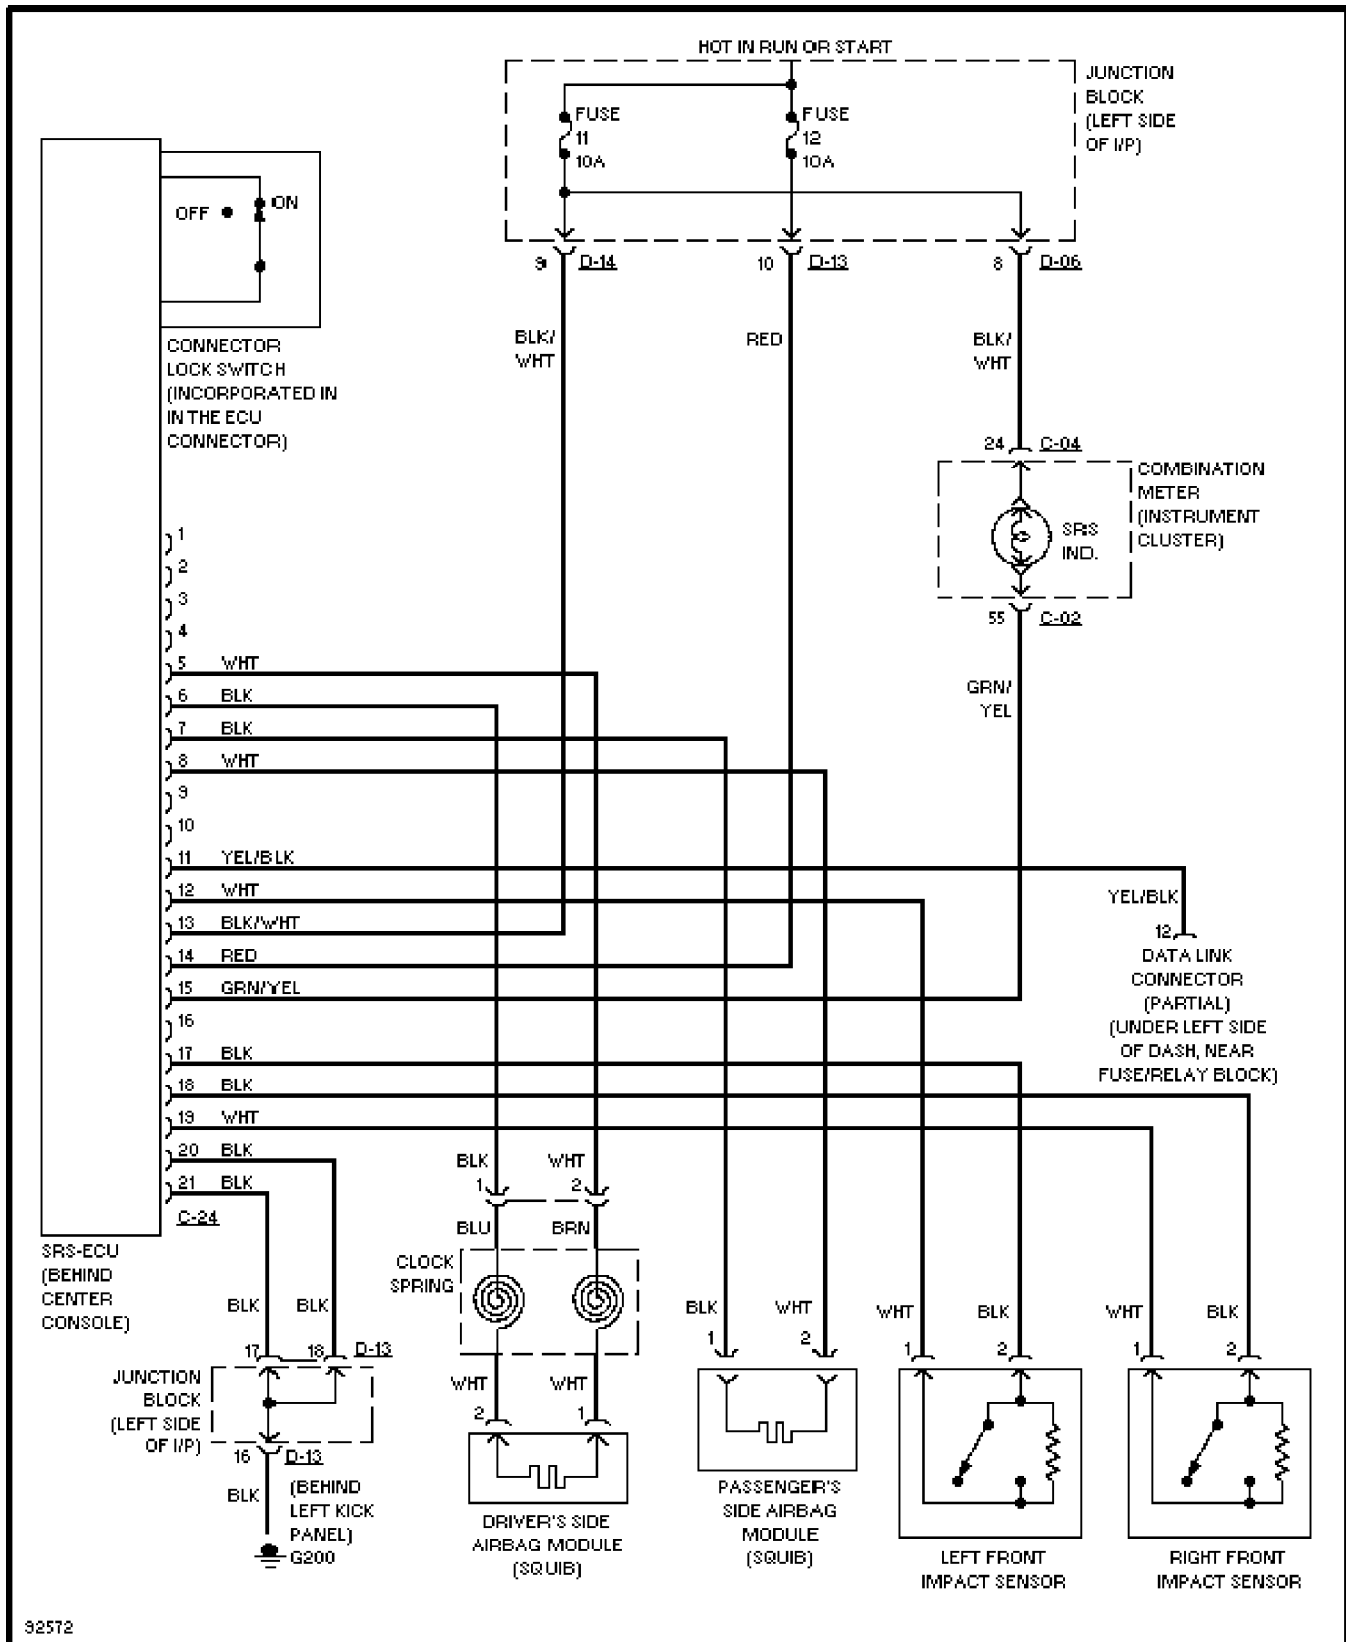 HOT IN RUN OR START
JUNCTION
BLOCK
(LEFT SIDE
OF I/P)
FUSE
11
10A
FUSE
12
10A
OFF
ON
9
D-14
10
D-13
8
D-06
CONNECTOR
LOCK SWITCH
(INCORPORATED IN
IN THE ECU
CONNECTOR)
BLK/
WHT
RED
BLK/
WHT
24
C-04
COMBINATION
METER
(INSTRUMENT
CLUSTER)
SRS
IND.
55
C-02
GRN/
YEL
1
2
3
4
5 WHT
6 BLK
7 BLK
8 WHT
9
10
11 YEL/BLK
12 WHT
13 BLK/WHT
14 RED
15 GRN/YEL
16
17 BLK
18 BLK
19 WHT
20 BLK
21 BLK
C-24
SRS-ECU
(BEHIND
CENTER
CONSOLE)
YEL/BLK
12
DATA LINK
CONNECTOR
(PARTIAL)
(UNDER LEFT SIDE
OF DASH, NEAR
FUSE/RELAY BLOCK)
BLK
WHT
1
2
BLU
BRN
CLOCK
SPRING
WHT
WHT
2
1
DRIVER'S SIDE
AIRBAG MODULE
(SQUIB)
BLK
BLK
17
18
D-13
JUNCTION
BLOCK
(LEFT SIDE
OF I/P)
16
D-13
BLK
(BEHIND
LEFT KICK
PANEL)
G200
BLK
WHT
1
2
PASSENGER'S
SIDE AIRBAG
MODULE
(SQUIB)
WHT
BLK
1
2
LEFT FRONT
IMPACT SENSOR
WHT
BLK
1
2
RIGHT FRONT
IMPACT SENSOR
92572